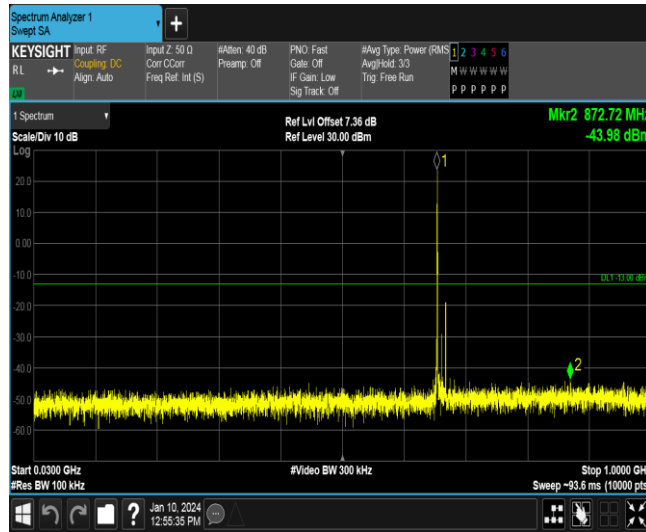 Spectrum Analyzer 1
Swept SA
+
KEYSIGHT Input: RF Input Z: 50 Ω #Atten: 40 dB PNO: Fast #Avg Type: Power (RMS 1 2 3 4 5 6
RL Coupling: DC Corr CCorr Preamp: Off Gate: Off Avg|Hold: 3/3 M W W W W W
Align: Auto Freq Ref: Int (S) IF Gain: Low Trig: Free Run
Sig Track: Off P P P P P P
LXI
1 Spectrum Ref Lvl Offset 7.36 dB Mkr2 872.72 MHz
Scale/Div 10 dB Ref Level 30.00 dBm -43.98 dBm
Log
1
20.0
10.0
0.00
-10.0 DL1 -13.00 dBm
-20.0
-30.0
-40.0 2
-50.0
-60.0
Start 0.0300 GHz #Video BW 300 kHz Stop 1.0000 GH
#Res BW 100 kHz Sweep ~93.6 ms (10000 pts
? Jan 10, 2024
12:55:35 PM